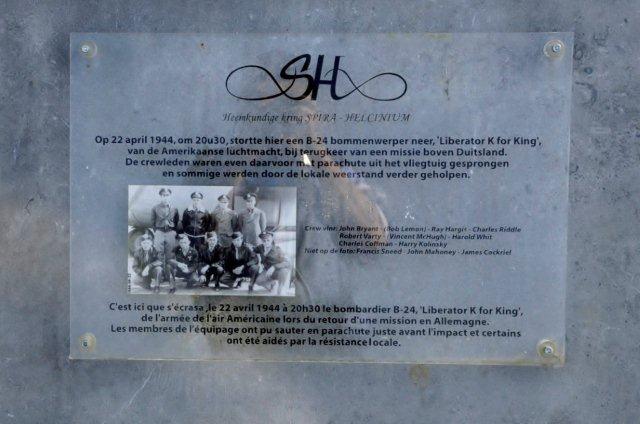 SH
Heemkundige kring SPIRA - HELCINIUM
Op 22 april 1944, om 20u30, stortte hier een B-24 bommenwerper neer, 'Liberator K for King',
van de Amerikaanse luchtmacht, bij terugkeer van een missie boven Duitsland.
De crewleden waren even daarvoor met parachute uit het vliegtuig gesprongen
en sommige werden door de lokale weerstand verder geholpen.
Crew vlnr: John Bryant - (Bob Lemon) - Ray Hargis - Charles Riddle
Robert Varty - (Vincent McHugh) - Harold Whit
Charles Coffman - Harry Kolinsky
Niet op de foto: Francis Sneed - John Mahoney - James Cockriel
C'est ici que s'écrasa, le 22 avril 1944 à 20h30 le bombardier B-24, 'Liberator K for King',
de l'armée de l'air Américaine lors du retour d'une mission en Allemagne.
Les membres de l'équipage ont pu sauter en parachute juste avant l'impact et certains
ont été aidés par la résistance locale.